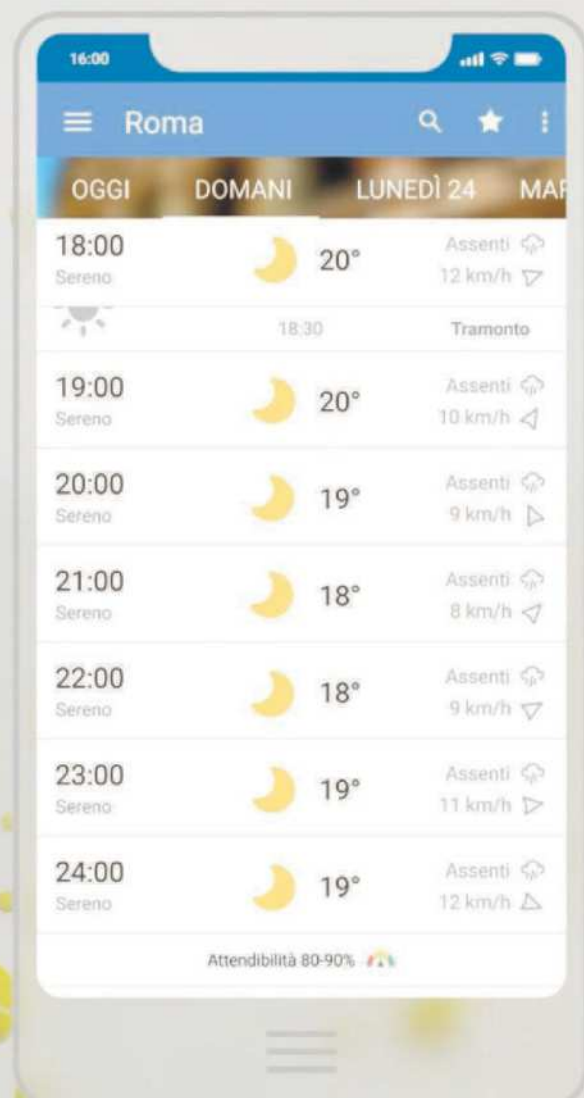 16:00
Roma
OGGI DOMANI LUNEDÌ 24 MAR
18:00 20° Assenti
Sereno 12 km/h
18:30 Tramonto
19:00 20° Assenti
Sereno 10 km/h
20:00 19° Assenti
Sereno 9 km/h
21:00 18° Assenti
Sereno 8 km/h
22:00 18° Assenti
Sereno 9 km/h
23:00 19° Assenti
Sereno 11 km/h
24:00 19° Assenti
Sereno 12 km/h
Attendibilità 80-90%